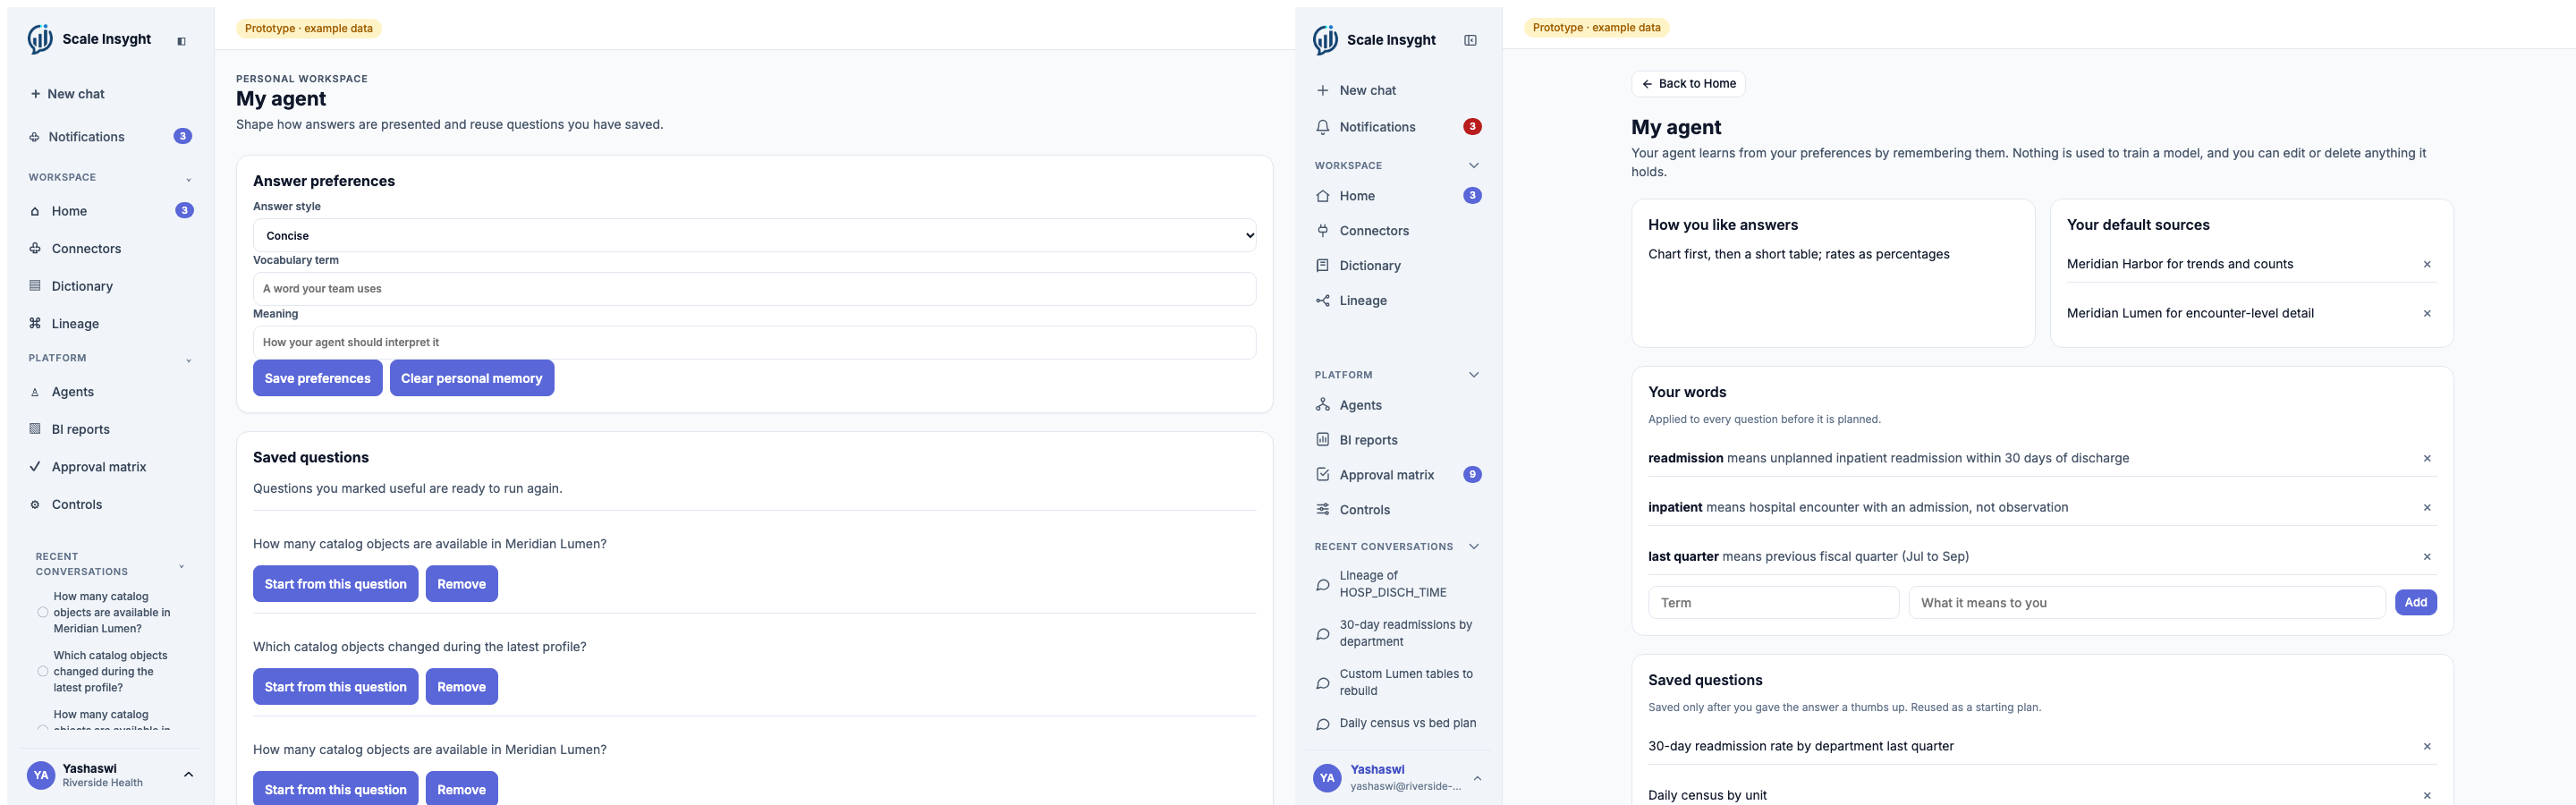 Scale Insyght
+ New chat
Notifications 3
WORKSPACE
Home 3
Connectors
Dictionary
Lineage
PLATFORM
Agents
BI reports
Approval matrix
Controls
RECENT
CONVERSATIONS
How many catalog
objects are available in
Meridian Lumen?
Which catalog objects
changed during the
latest profile?
How many catalog
objects are available in
YA
Yashaswi
Riverside Health
Prototype · example data
PERSONAL WORKSPACE
My agent
Shape how answers are presented and reuse questions you have saved.
Answer preferences
Answer style
Concise
Vocabulary term
A word your team uses
Meaning
How your agent should interpret it
Save preferences Clear personal memory
Saved questions
Questions you marked useful are ready to run again.
How many catalog objects are available in Meridian Lumen?
Start from this question Remove
Which catalog objects changed during the latest profile?
Start from this question Remove
How many catalog objects are available in Meridian Lumen?
Start from this question Remove
Scale Insyght
New chat
Notifications 3
WORKSPACE
Home 3
Connectors
Dictionary
Lineage
PLATFORM
Agents
BI reports
Approval matrix 9
Controls
RECENT CONVERSATIONS
Lineage of
HOSP_DISCH_TIME
30-day readmissions by
department
Custom Lumen tables to
rebuild
Daily census vs bed plan
YA
Yashaswi
yashaswi@riverside-...
Prototype · example data
← Back to Home
My agent
Your agent learns from your preferences by remembering them. Nothing is used to train a model, and you can edit or delete anything it
holds.
How you like answers
Chart first, then a short table; rates as percentages
Your default sources
Meridian Harbor for trends and counts ×
Meridian Lumen for encounter-level detail ×
Your words
Applied to every question before it is planned.
readmission means unplanned inpatient readmission within 30 days of discharge ×
inpatient means hospital encounter with an admission, not observation ×
last quarter means previous fiscal quarter (Jul to Sep) ×
Term What it means to you Add
Saved questions
Saved only after you gave the answer a thumbs up. Reused as a starting plan.
30-day readmission rate by department last quarter ×
Daily census by unit ×